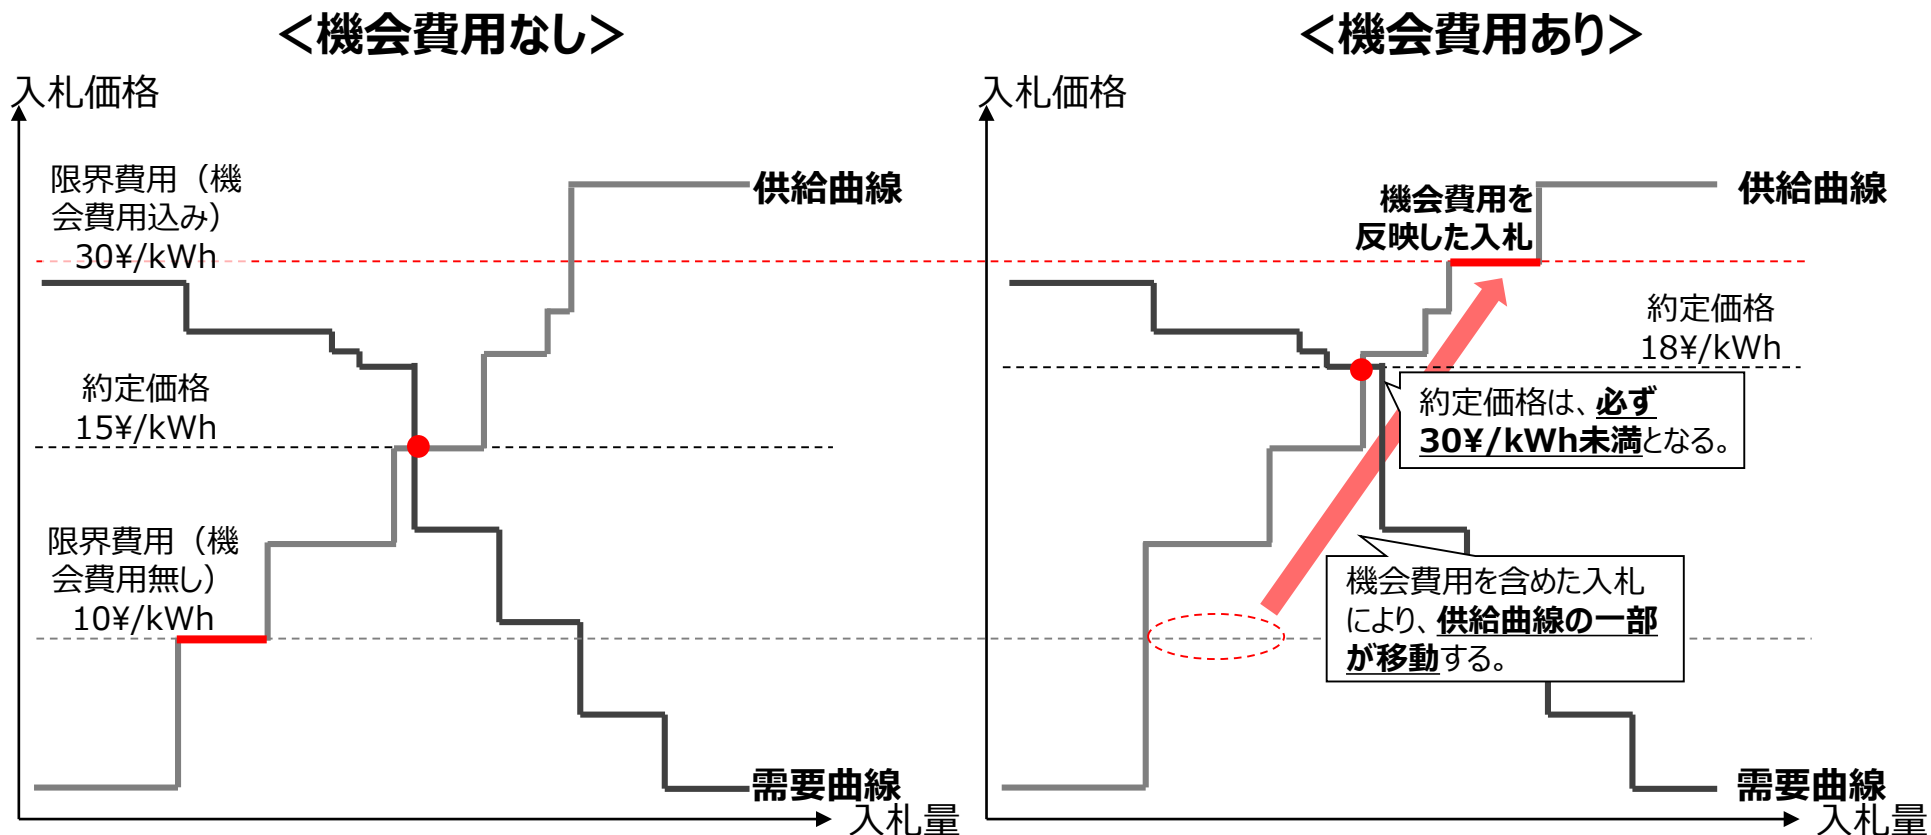 ＜機会費用なし＞
入札価格
限界費用（機
会費用込み）
30¥/kWh
供給曲線
約定価格
15¥/kWh
限界費用（機
会費用無し）
10¥/kWh
需要曲線
入札量
＜機会費用あり＞
入札価格
機会費用を
反映した入札
供給曲線
約定価格
18¥/kWh
約定価格は、必ず
30¥/kWh未満となる。
機会費用を含めた入札
により、供給曲線の一部
が移動する。
需要曲線
入札量